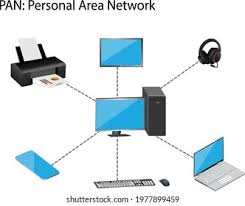 PAN: Personal Area Network
shutterstock.com · 1977899459